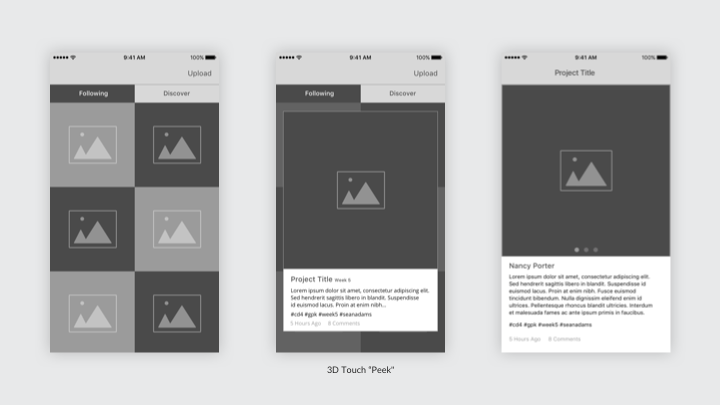 9:41 AM
100%
Upload
Following
Discover
9:41 AM
100%
Upload
Following
Discover
Project Title Week 5
Lorem ipsum dolor sit amet, consectetur adipiscing elit.
Sed hendrerit sagittis libero in blandit. Suspendisse
id euismod lacus. Proin at enim nibh...
#cd4 #gpk #week5 #seanadams
5 Hours Ago 8 Comments
3D Touch "Peek"
9:41 AM
100%
Project Title
Nancy Porter
Lorem ipsum dolor sit amet, consectetur adipiscing elit.
Sed hendrerit sagittis libero in blandit. Suspendisse id
euismod lacus. Proin at enim nibh. Fusce euismod
tincidunt bibendum. Nulla dignissim eleifend enim id
ultrices. Proin at lacus blandit ultricies. Interdum
et malesuada fames ac ante ipsum primis in faucibus.
#cd4 #gpk #week5 #seanadams
5 Hours Ago 8 Comments